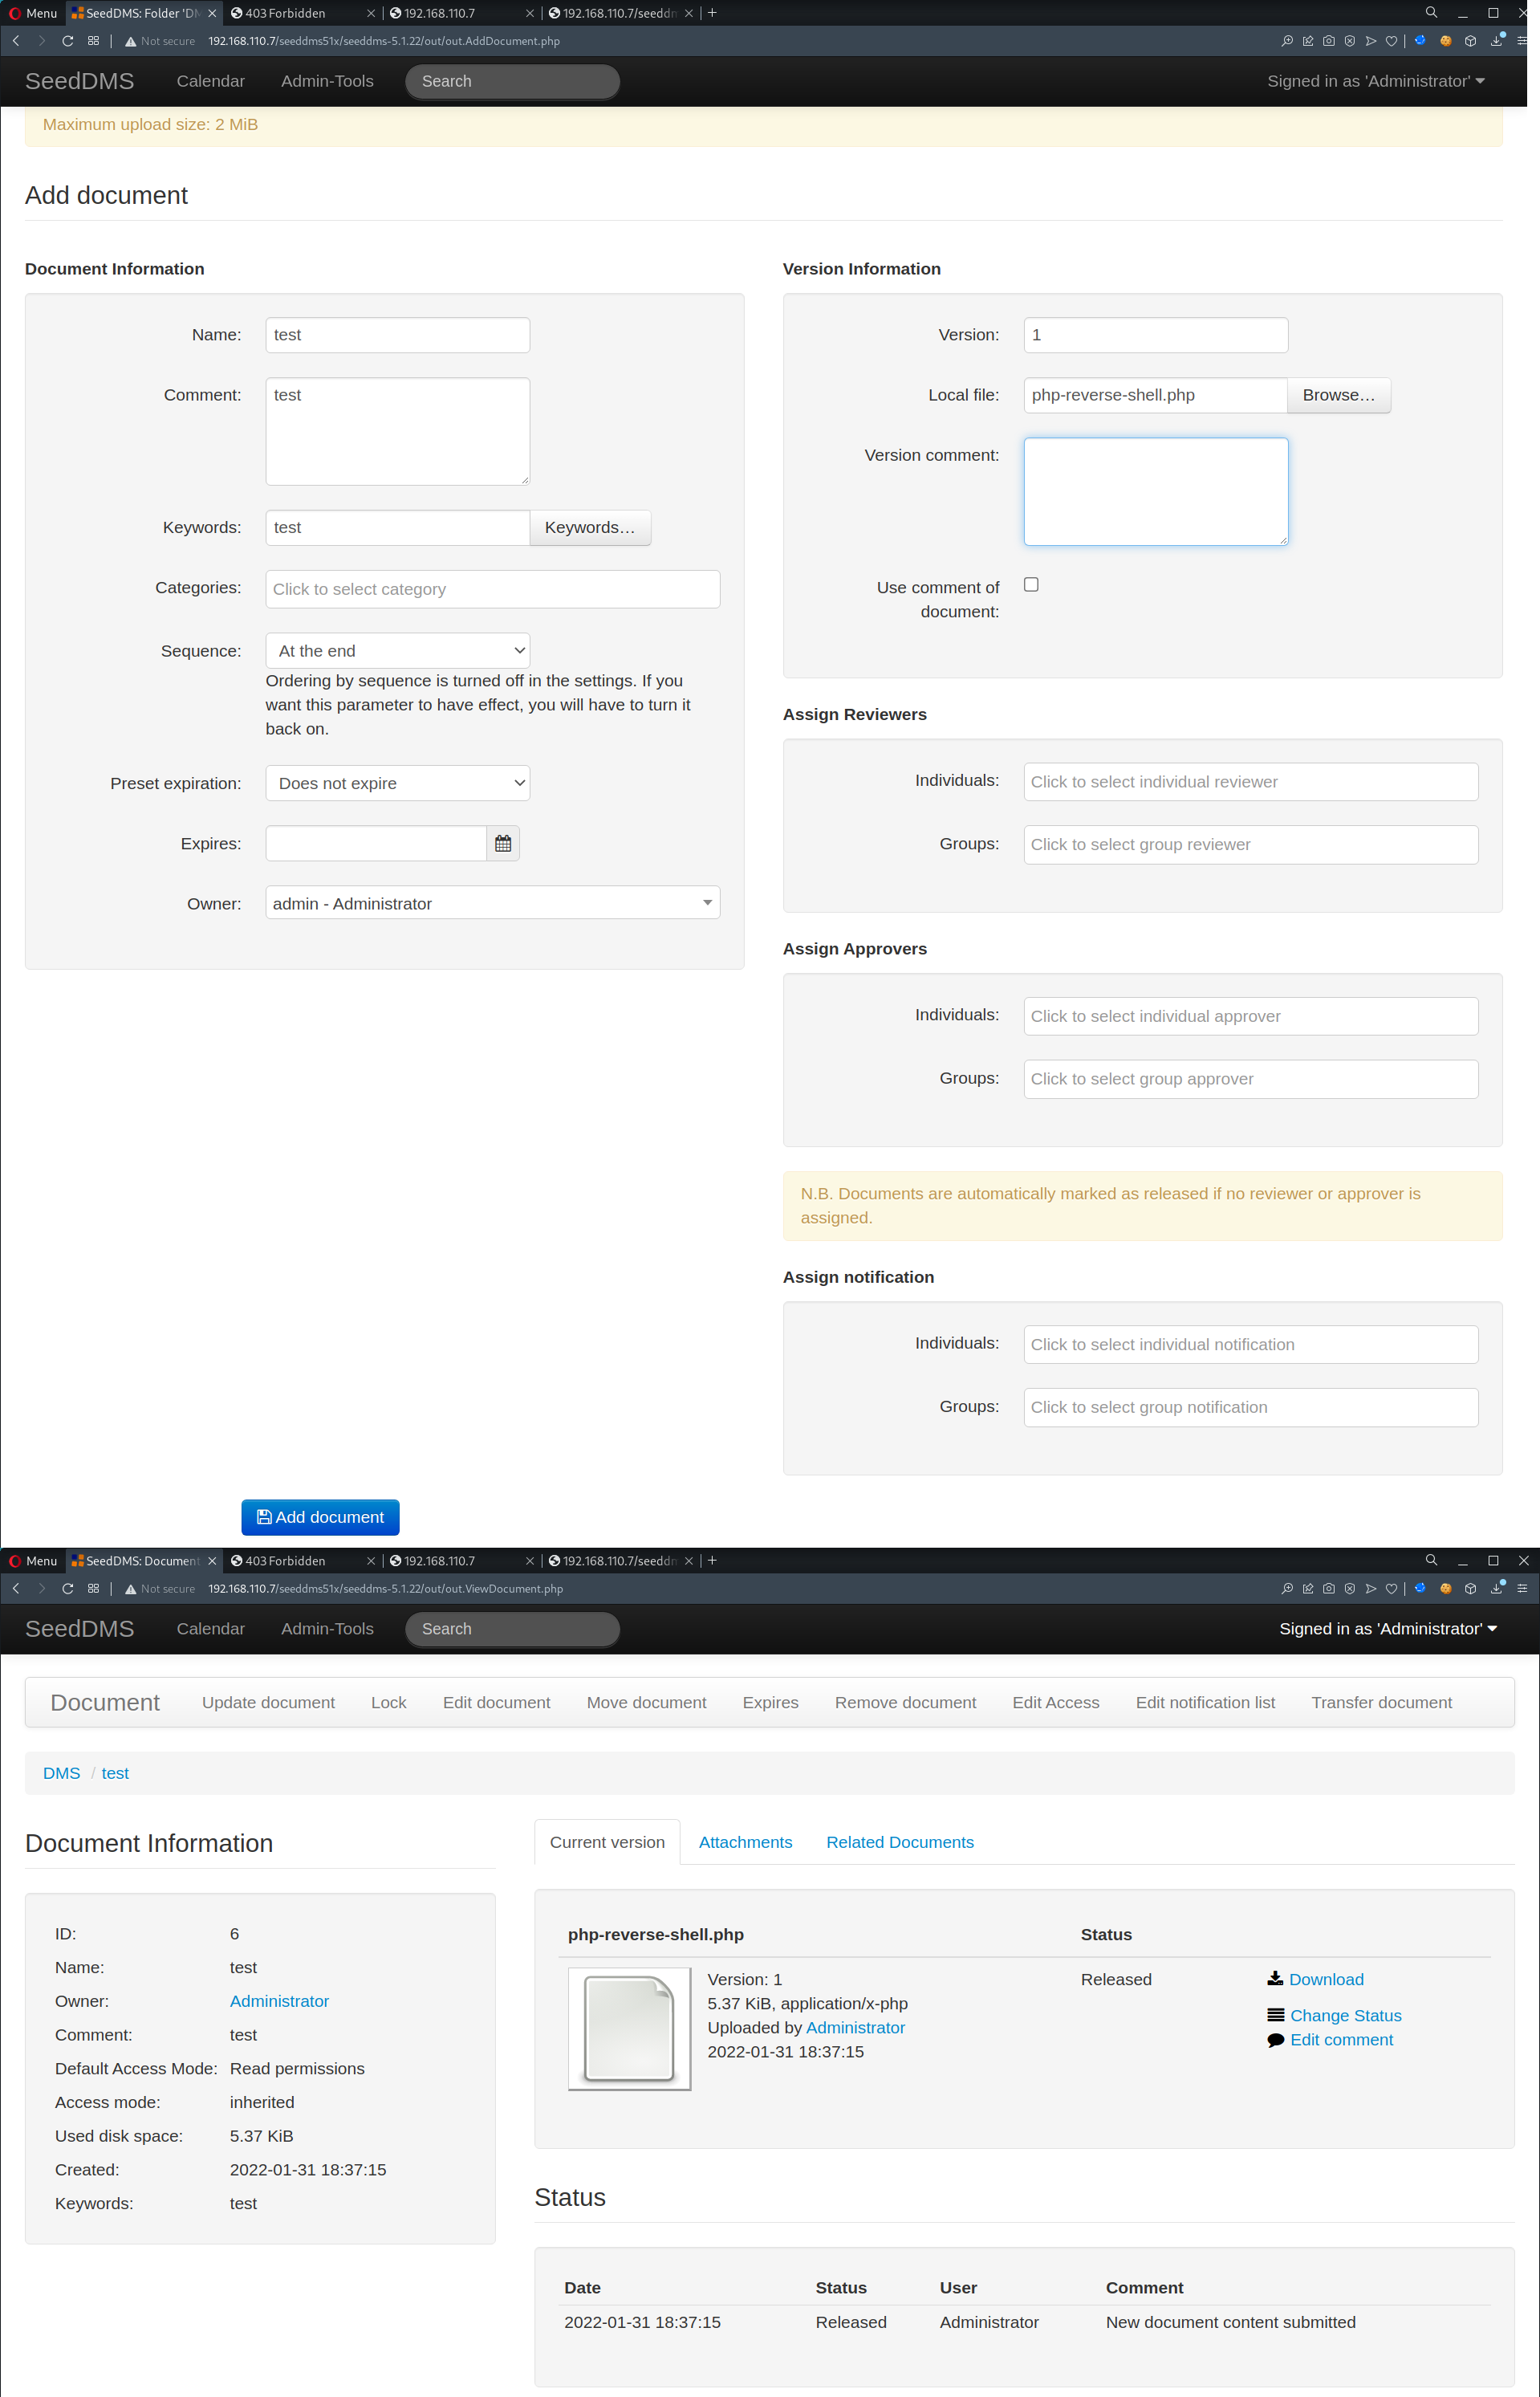 Menu SeedDMS: Folder 'DM 403 Forbidden 192.168.110.7 192.168.110.7/seeddm
Not secure 192.168.110.7/seeddms51x/seeddms-5.1.22/out/out.AddDocument.php
SeedDMS Calendar Admin-Tools Search Signed in as 'Administrator'
Maximum upload size: 2 MiB
Add document
Document Information
Name: test
Comment: test
Keywords: test Keywords…
Categories: Click to select category
Sequence: At the end
Ordering by sequence is turned off in the settings. If you
want this parameter to have effect, you will have to turn it
back on.
Preset expiration: Does not expire
Expires:
Owner: admin - Administrator
Version Information
Version: 1
Local file: php-reverse-shell.php Browse…
Version comment:
Use comment of
document:
Assign Reviewers
Individuals: Click to select individual reviewer
Groups: Click to select group reviewer
Assign Approvers
Individuals: Click to select individual approver
Groups: Click to select group approver
N.B. Documents are automatically marked as released if no reviewer or approver is
assigned.
Assign notification
Individuals: Click to select individual notification
Groups: Click to select group notification
Add document
Menu SeedDMS: Document 403 Forbidden 192.168.110.7 192.168.110.7/seeddm
Not secure 192.168.110.7/seeddms51x/seeddms-5.1.22/out/out.ViewDocument.php
SeedDMS Calendar Admin-Tools Search Signed in as 'Administrator'
Document Update document Lock Edit document Move document Expires Remove document Edit Access Edit notification list Transfer document
DMS / test
Document Information
ID: 6
Name: test
Owner: Administrator
Comment: test
Default Access Mode: Read permissions
Access mode: inherited
Used disk space: 5.37 KiB
Created: 2022-01-31 18:37:15
Keywords: test
Current version Attachments Related Documents
php-reverse-shell.php Status
Version: 1 Released Download
5.37 KiB, application/x-php
Uploaded by Administrator Change Status
2022-01-31 18:37:15 Edit comment
Status
Date Status User Comment
2022-01-31 18:37:15 Released Administrator New document content submitted